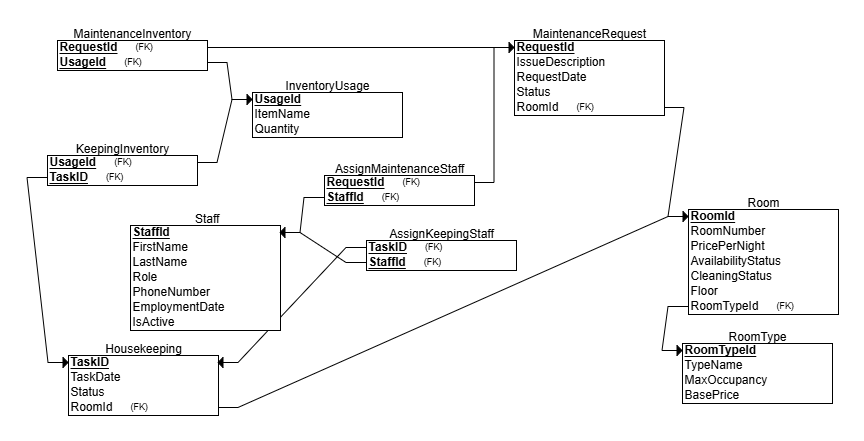 MaintenanceInventory
RequestId (FK)
UsageId (FK)
MaintenanceRequest
RequestId
IssueDescription
RequestDate
Status
RoomId (FK)
InventoryUsage
UsageId
ItemName
Quantity
KeepingInventory
UsageId (FK)
TaskID (FK)
AssignMaintenanceStaff
RequestId (FK)
StaffId (FK)
Staff
StaffId
FirstName
LastName
Role
PhoneNumber
EmploymentDate
IsActive
AssignKeepingStaff
TaskID (FK)
StaffId (FK)
Room
RoomId
RoomNumber
PricePerNight
AvailabilityStatus
CleaningStatus
Floor
RoomTypeId (FK)
Housekeeping
TaskID
TaskDate
Status
RoomId (FK)
RoomType
RoomTypeId
TypeName
MaxOccupancy
BasePrice